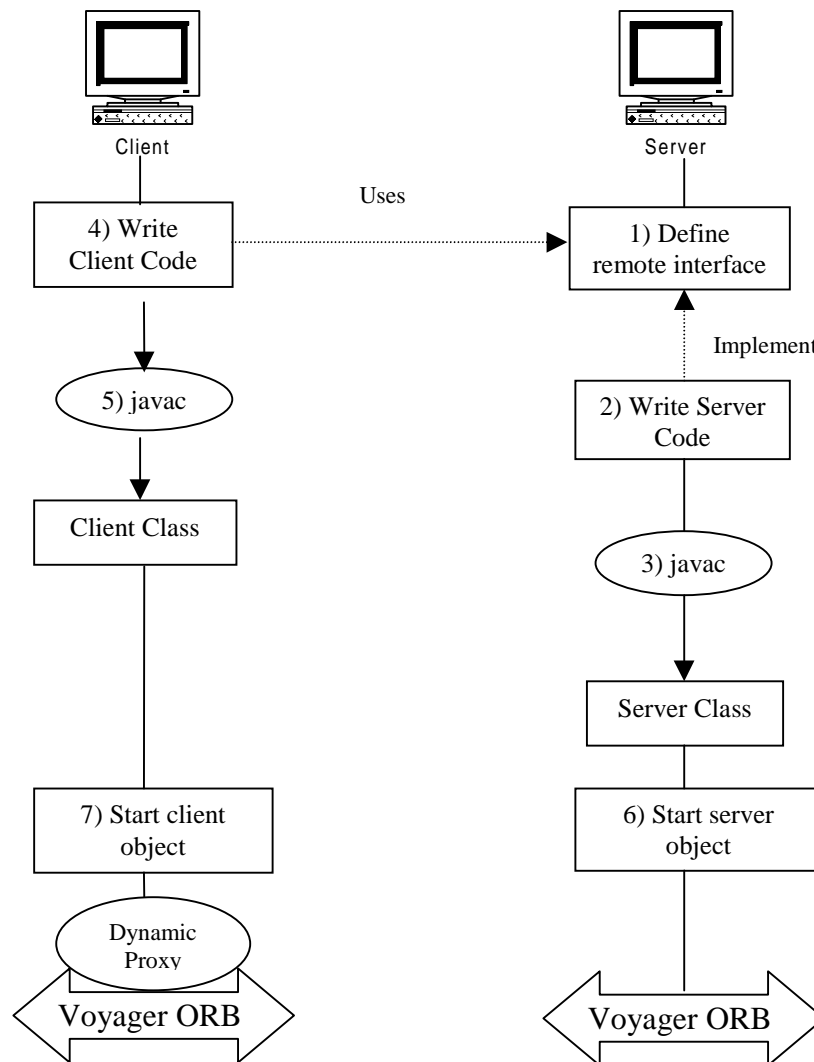 Client
Server
Uses
4) Write
Client Code
1) Define
remote interface
Implement
5) javac
2) Write Server
Code
Client Class
3) javac
Server Class
7) Start client
object
6) Start server
object
Dynamic
Proxy
Voyager ORB
Voyager ORB